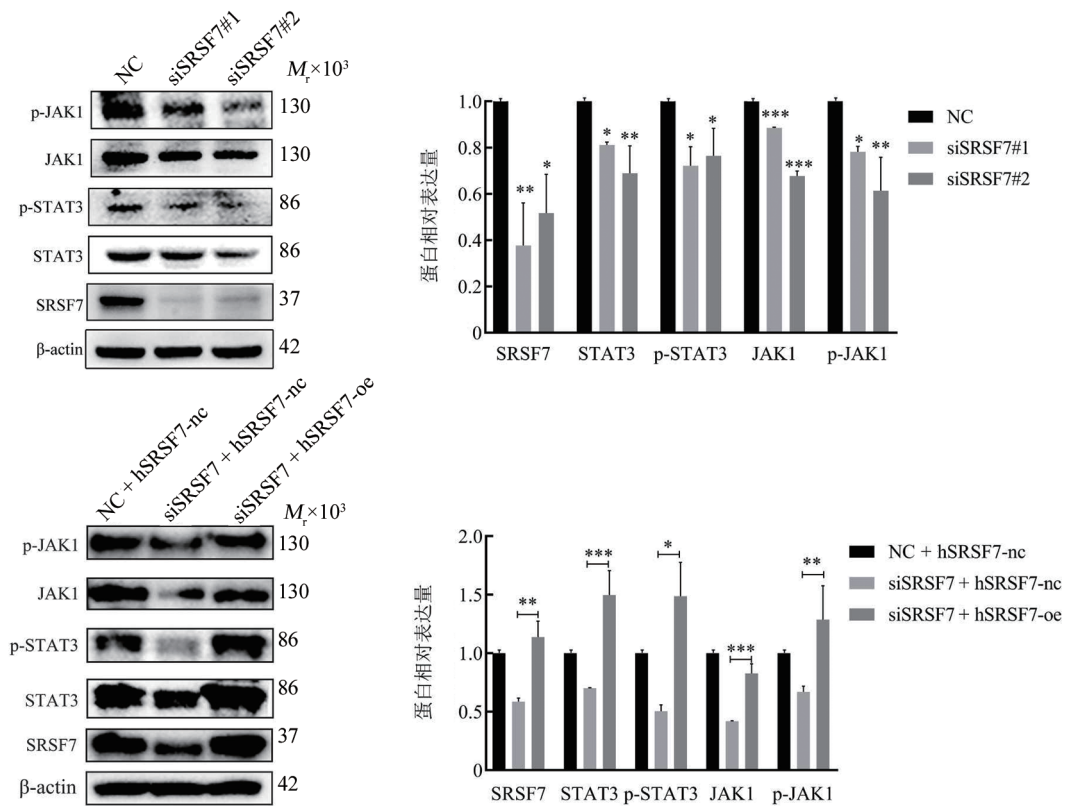 NC
siSRSF7#1
siSRSF7#2
Mr×10³
p-JAK1
130
JAK1
130
p-STAT3
86
STAT3
86
SRSF7
37
β-actin
42
蛋白相对表达量
1.0
0.8
0.6
0.4
0.2
0
** *
* **
* *
*** ***
* **
SRSF7 STAT3 p-STAT3 JAK1 p-JAK1
NC
siSRSF7#1
siSRSF7#2
NC + hSRSF7-nc
siSRSF7 + hSRSF7-nc
siSRSF7 + hSRSF7-oe
Mr×10³
p-JAK1
130
JAK1
130
p-STAT3
86
STAT3
86
SRSF7
37
β-actin
42
蛋白相对表达量
2.0
1.5
1.0
0.5
0
** *** * *** **
SRSF7 STAT3 p-STAT3 JAK1 p-JAK1
NC + hSRSF7-nc
siSRSF7 + hSRSF7-nc
siSRSF7 + hSRSF7-oe